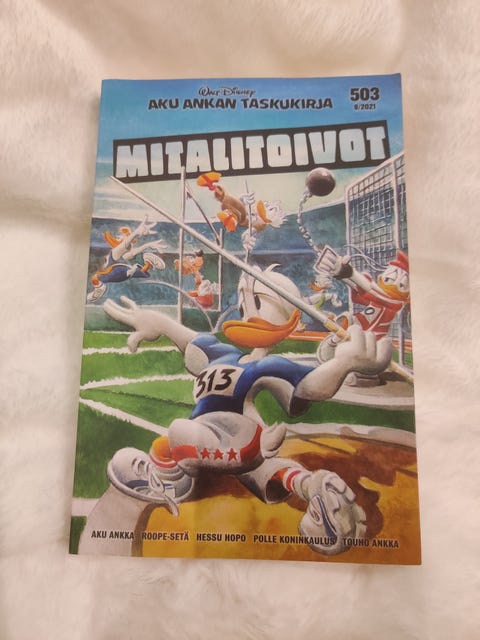 Walt Disney
AKU ANKAN TASKUKIRJA
503
6/2021
MITALITOIVOT
313
AKU ANKKA ROOPE-SETÄ HESSU HOPO POLLE KONINKAULUS TOUHO ANKKA